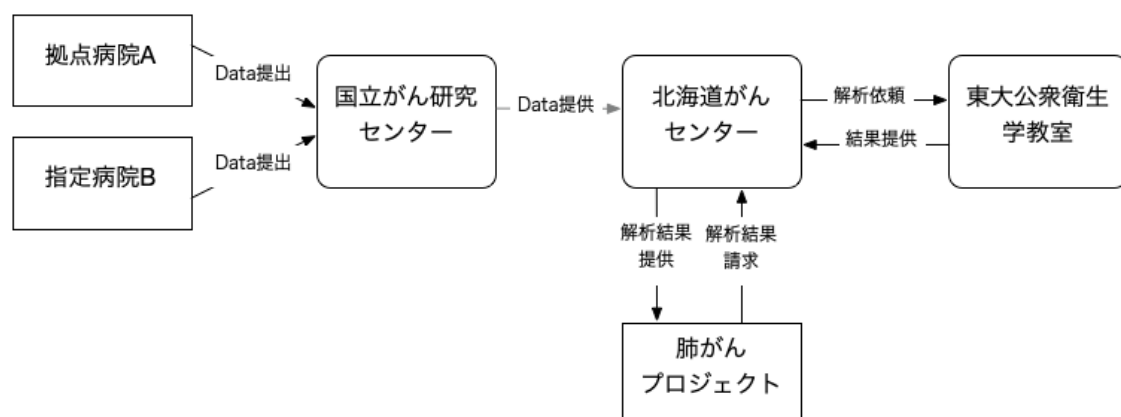 拠点病院A
Data提出
国立がん研究
センター
Data提供
北海道がん
センター
解析依頼
結果提供
東大公衆衛生
学教室
指定病院B
Data提出
解析結果
提供
解析結果
請求
肺がん
プロジェクト